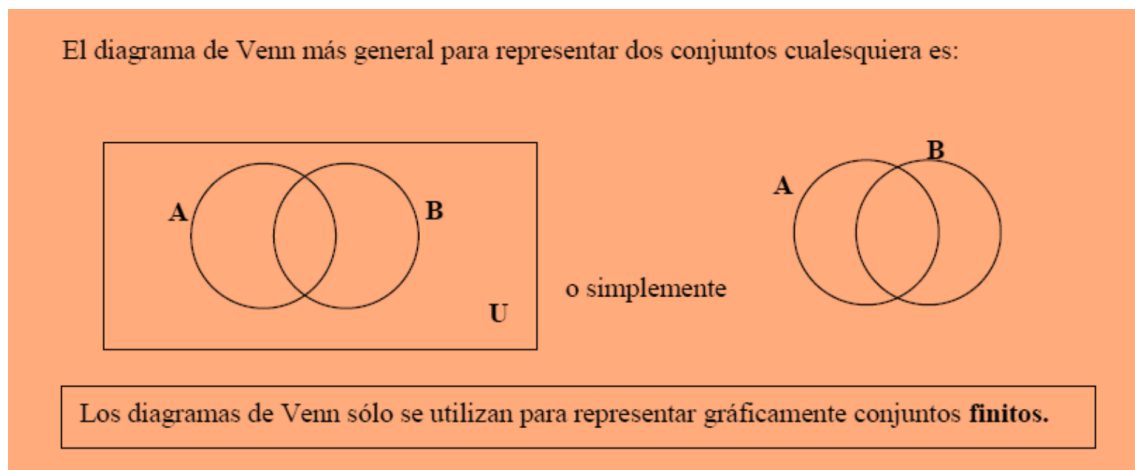 El diagrama de Venn más general para representar dos conjuntos cualesquiera es:
A
B
U
o simplemente
A
B
Los diagramas de Venn sólo se utilizan para representar gráficamente conjuntos finitos.